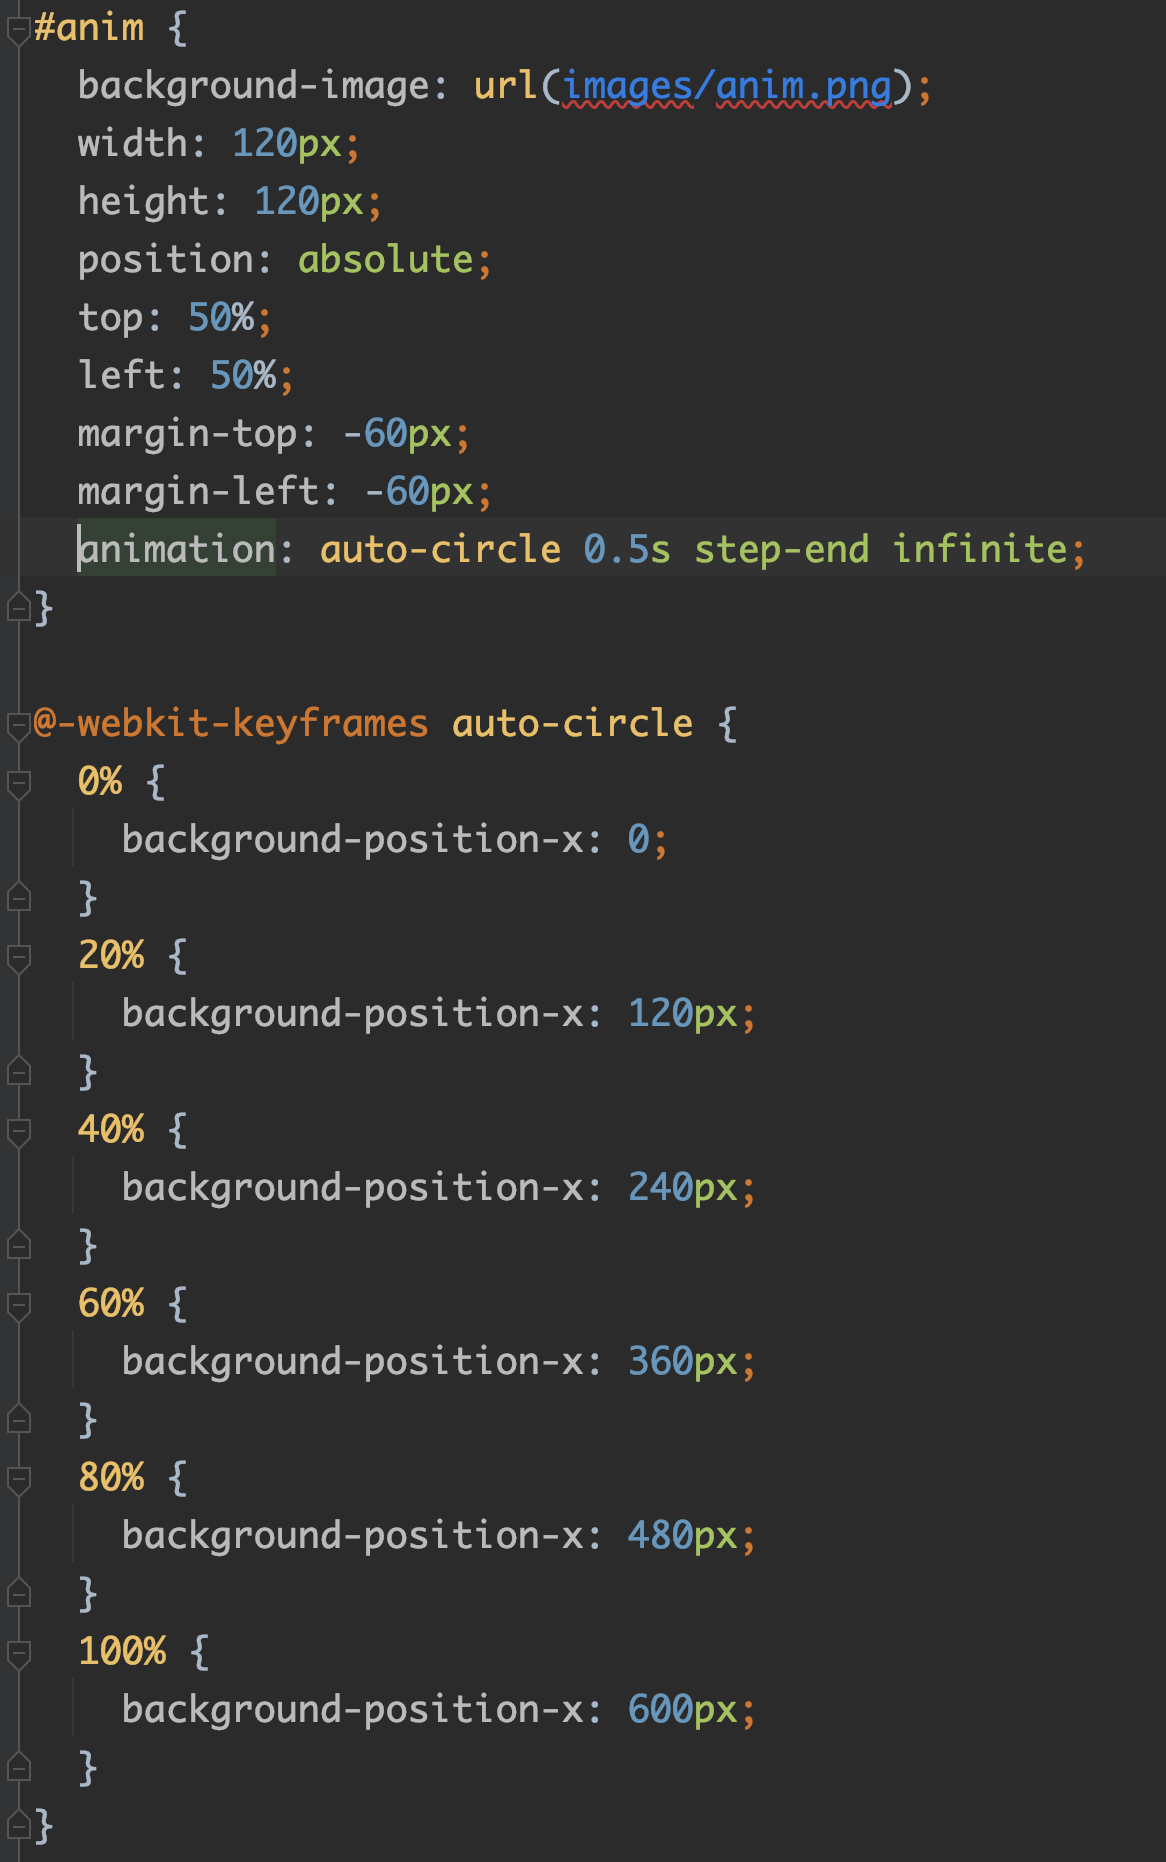 #anim {
  background-image: url(images/anim.png);
  width: 120px;
  height: 120px;
  position: absolute;
  top: 50%;
  left: 50%;
  margin-top: -60px;
  margin-left: -60px;
  animation: auto-circle 0.5s step-end infinite;
}

@-webkit-keyframes auto-circle {
  0% {
    background-position-x: 0;
  }
  20% {
    background-position-x: 120px;
  }
  40% {
    background-position-x: 240px;
  }
  60% {
    background-position-x: 360px;
  }
  80% {
    background-position-x: 480px;
  }
  100% {
    background-position-x: 600px;
  }
}